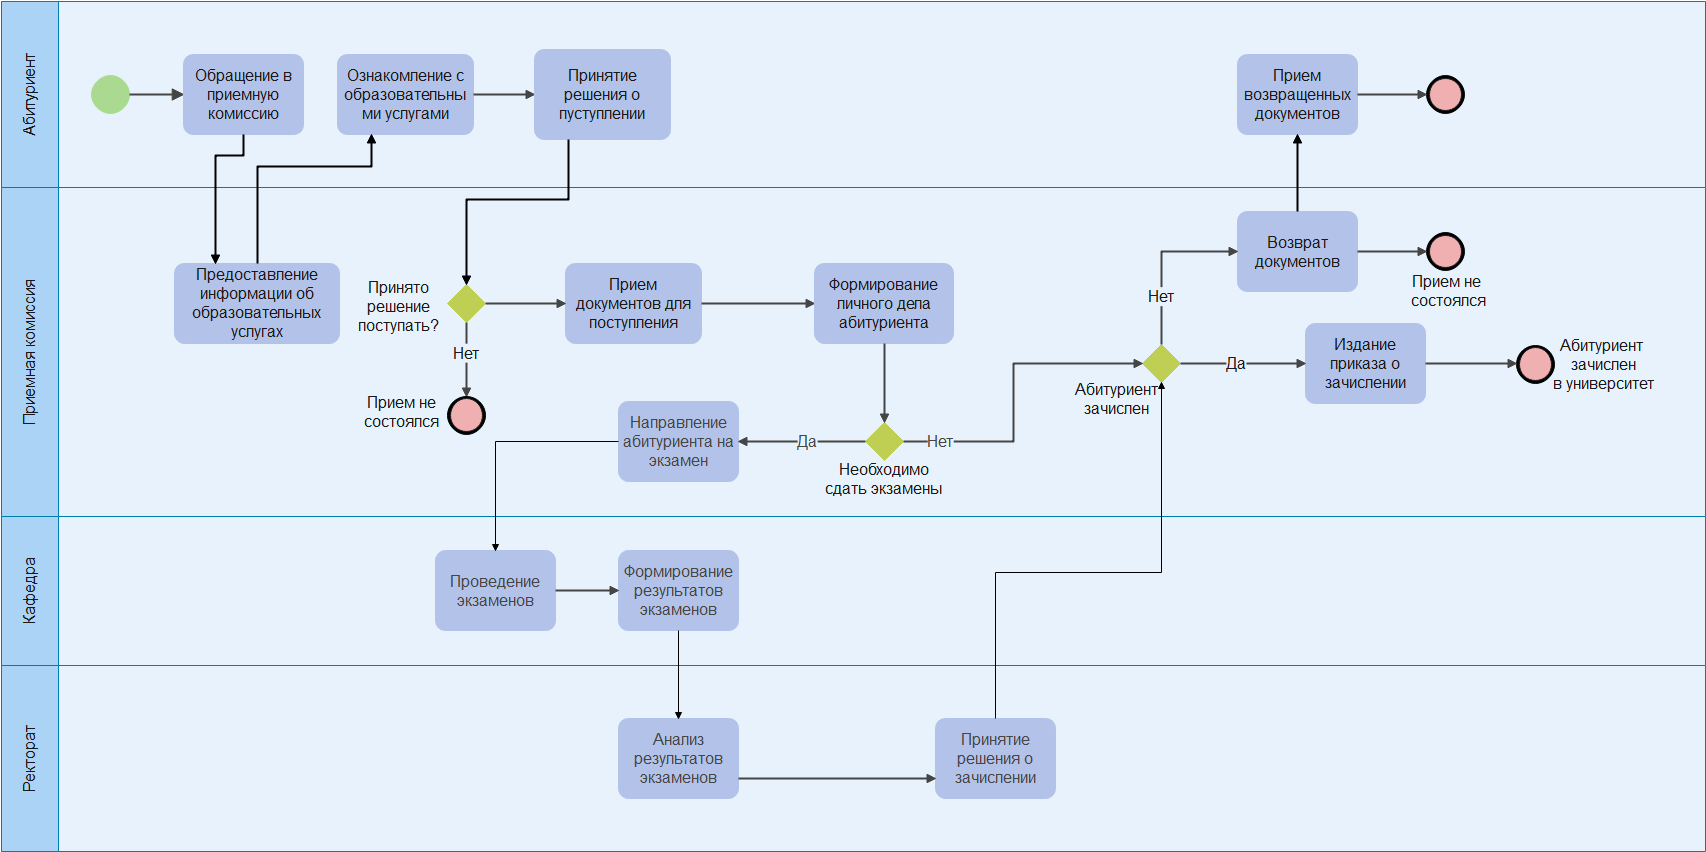 Абитуриент
Обращение в
приемную
комиссию
Ознакомпление с
образовательны
ми услугами
Принятие
решения о
пуступлении
Прием
возвращенных
документов
Приемная комиссия
Предоставление
информации об
образовательных
услугах
Принято
решение
поступать?
Нет
Прием не
состоялся
Прием
документов для
поступления
Формирование
личного дела
абитуриента
Направление
абитуриента на
экзамен
Да
Нет
Необходимо
сдать экзамены
Абитуриент
зачислен
Нет
Да
Возврат
документов
Прием не
состоялся
Издание
приказа о
зачислении
Абитуриент
зачислен
в университет
Кафедра
Проведение
экзаменов
Формирование
результатов
экзаменов
Ректорат
Анализ
результатов
экзаменов
Принятие
решения о
зачислении